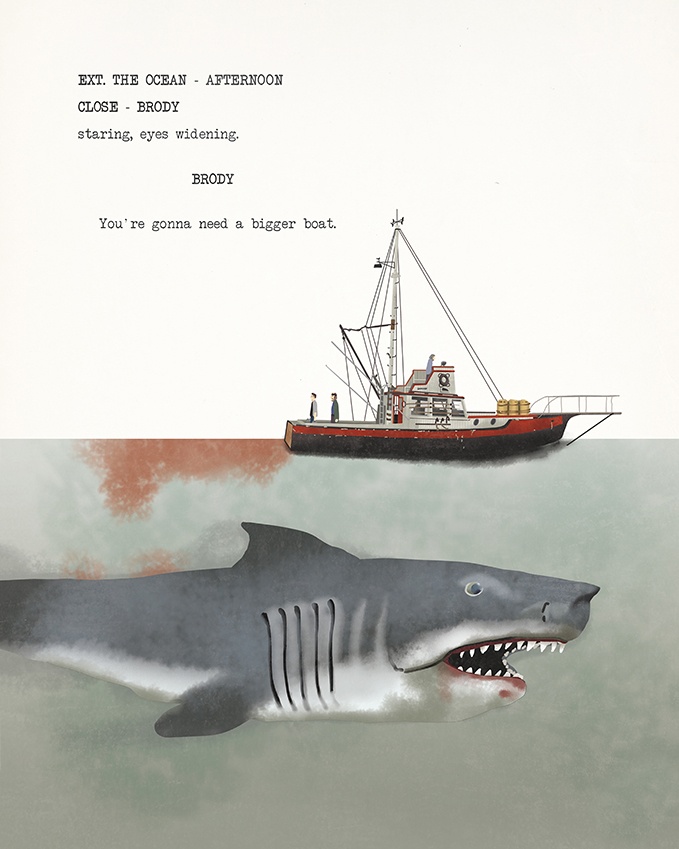 EXT. THE OCEAN - AFTERNOON
CLOSE - BRODY
staring, eyes widening.
BRODY
You're gonna need a bigger boat.